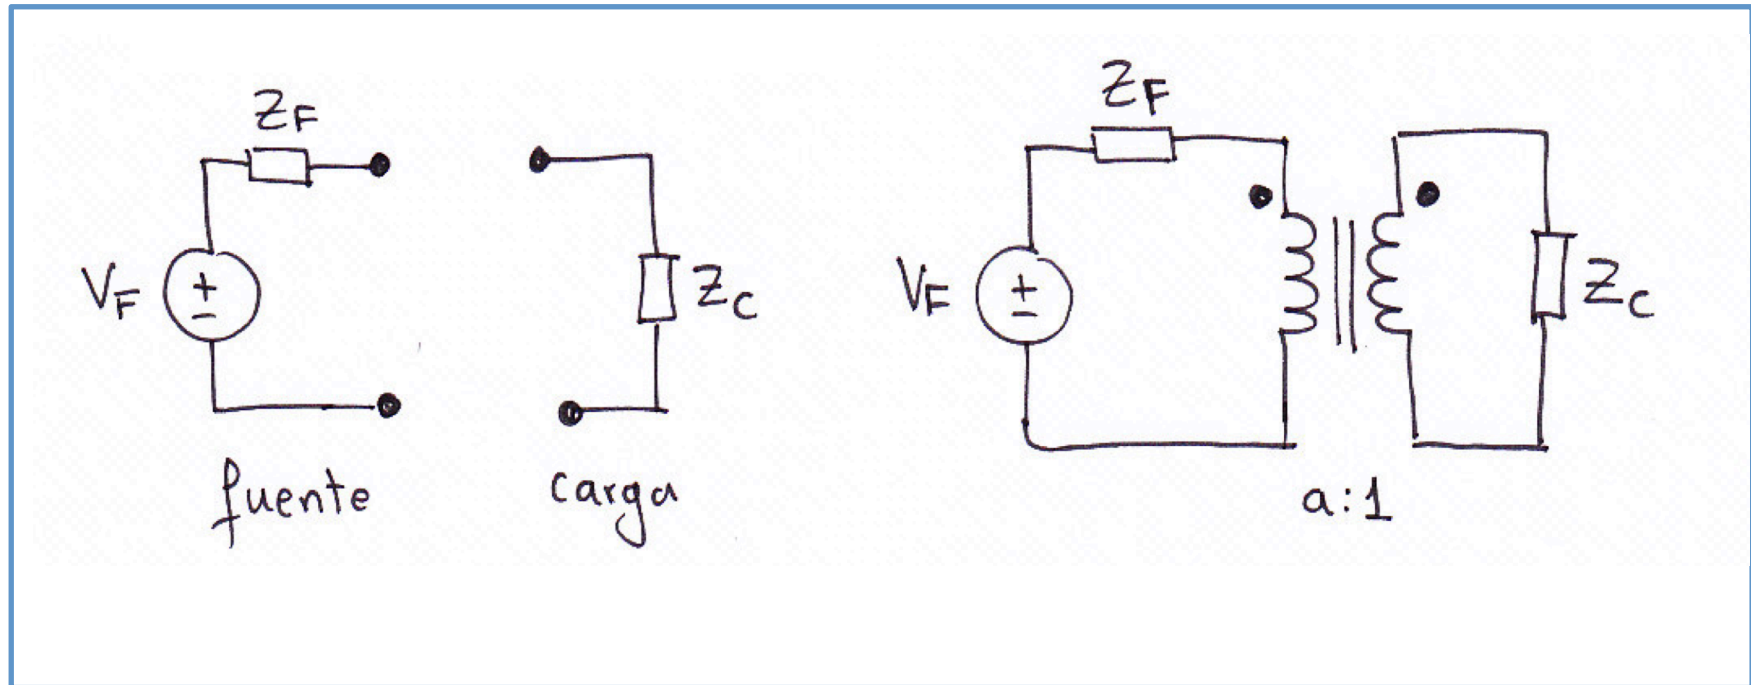 ZF
VF
+
-
ZC
fuente
carga
ZF
VF
+
-
ZC
a:1